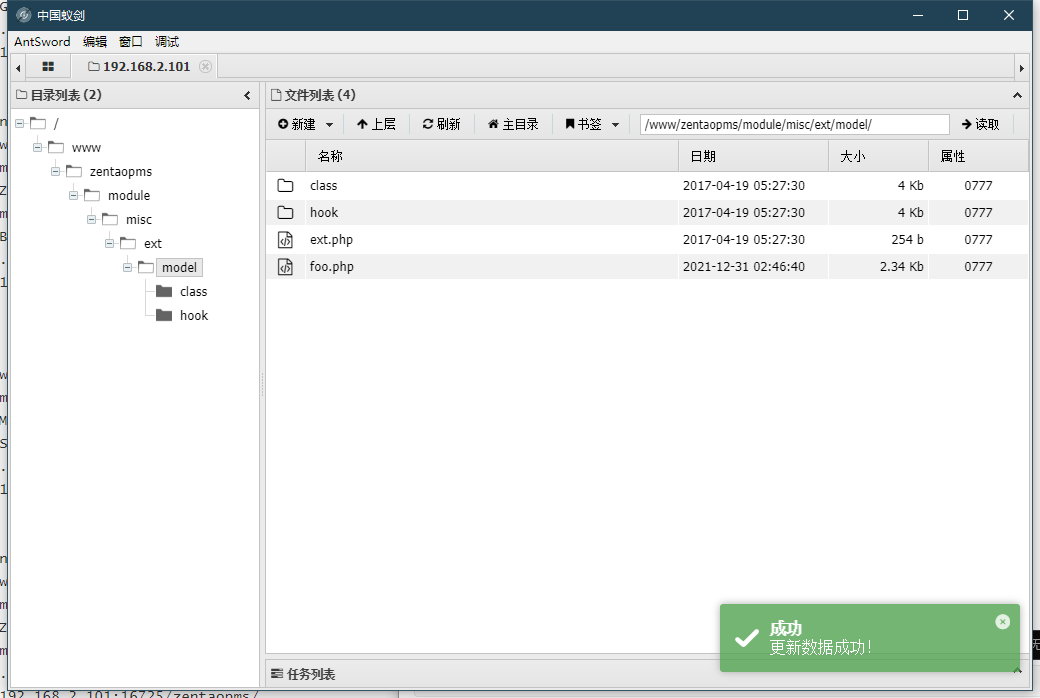 中国蚁剑
AntSword 编辑 窗口 调试
192.168.2.101
目录列表 (2)
/
www
zentaopms
module
misc
ext
model
class
hook
文件列表 (4)
新建 上层 刷新 主目录 书签 /www/zentaopms/module/misc/ext/model/ 读取
名称 日期 大小 属性
class 2017-04-19 05:27:30 4 Kb 0777
hook 2017-04-19 05:27:30 4 Kb 0777
ext.php 2017-04-19 05:27:30 254 b 0777
foo.php 2021-12-31 02:46:40 2.34 Kb 0777
成功
更新数据成功!
任务列表
192.168.2.101:16725/zentaopms/